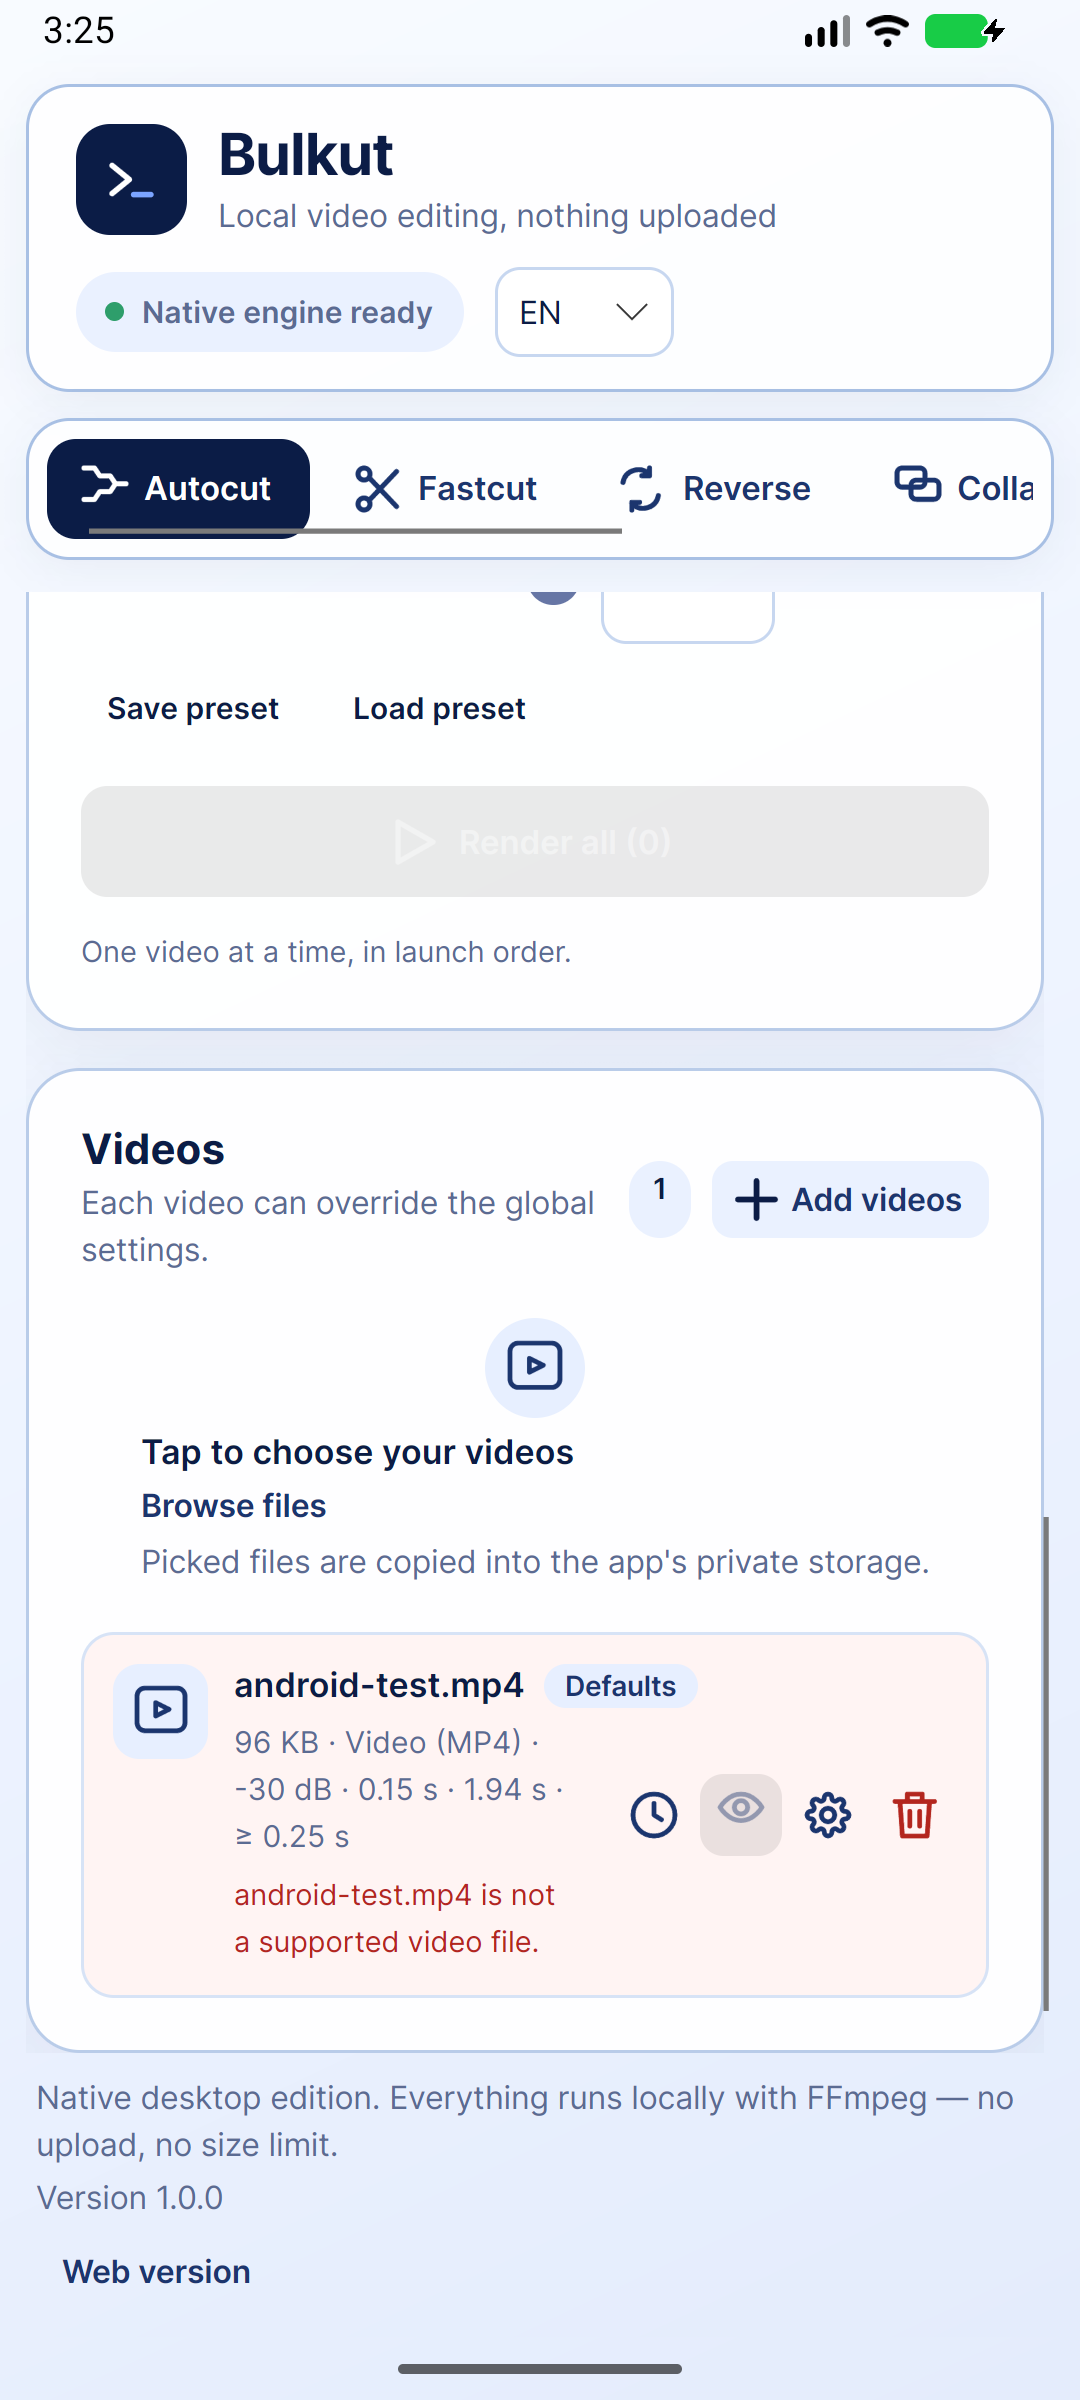 3:25
Bulkut
Local video editing, nothing uploaded
Native engine ready
EN
Autocut
Fastcut
Reverse
Colla
Save preset
Load preset
Render all (0)
One video at a time, in launch order.
Videos
Each video can override the global
settings.
1
Add videos
Tap to choose your videos
Browse files
Picked files are copied into the app's private storage.
android-test.mp4
Defaults
96 KB · Video (MP4) ·
-30 dB · 0.15 s · 1.94 s ·
≥ 0.25 s
android-test.mp4 is not
a supported video file.
Native desktop edition. Everything runs locally with FFmpeg — no
upload, no size limit.
Version 1.0.0
Web version